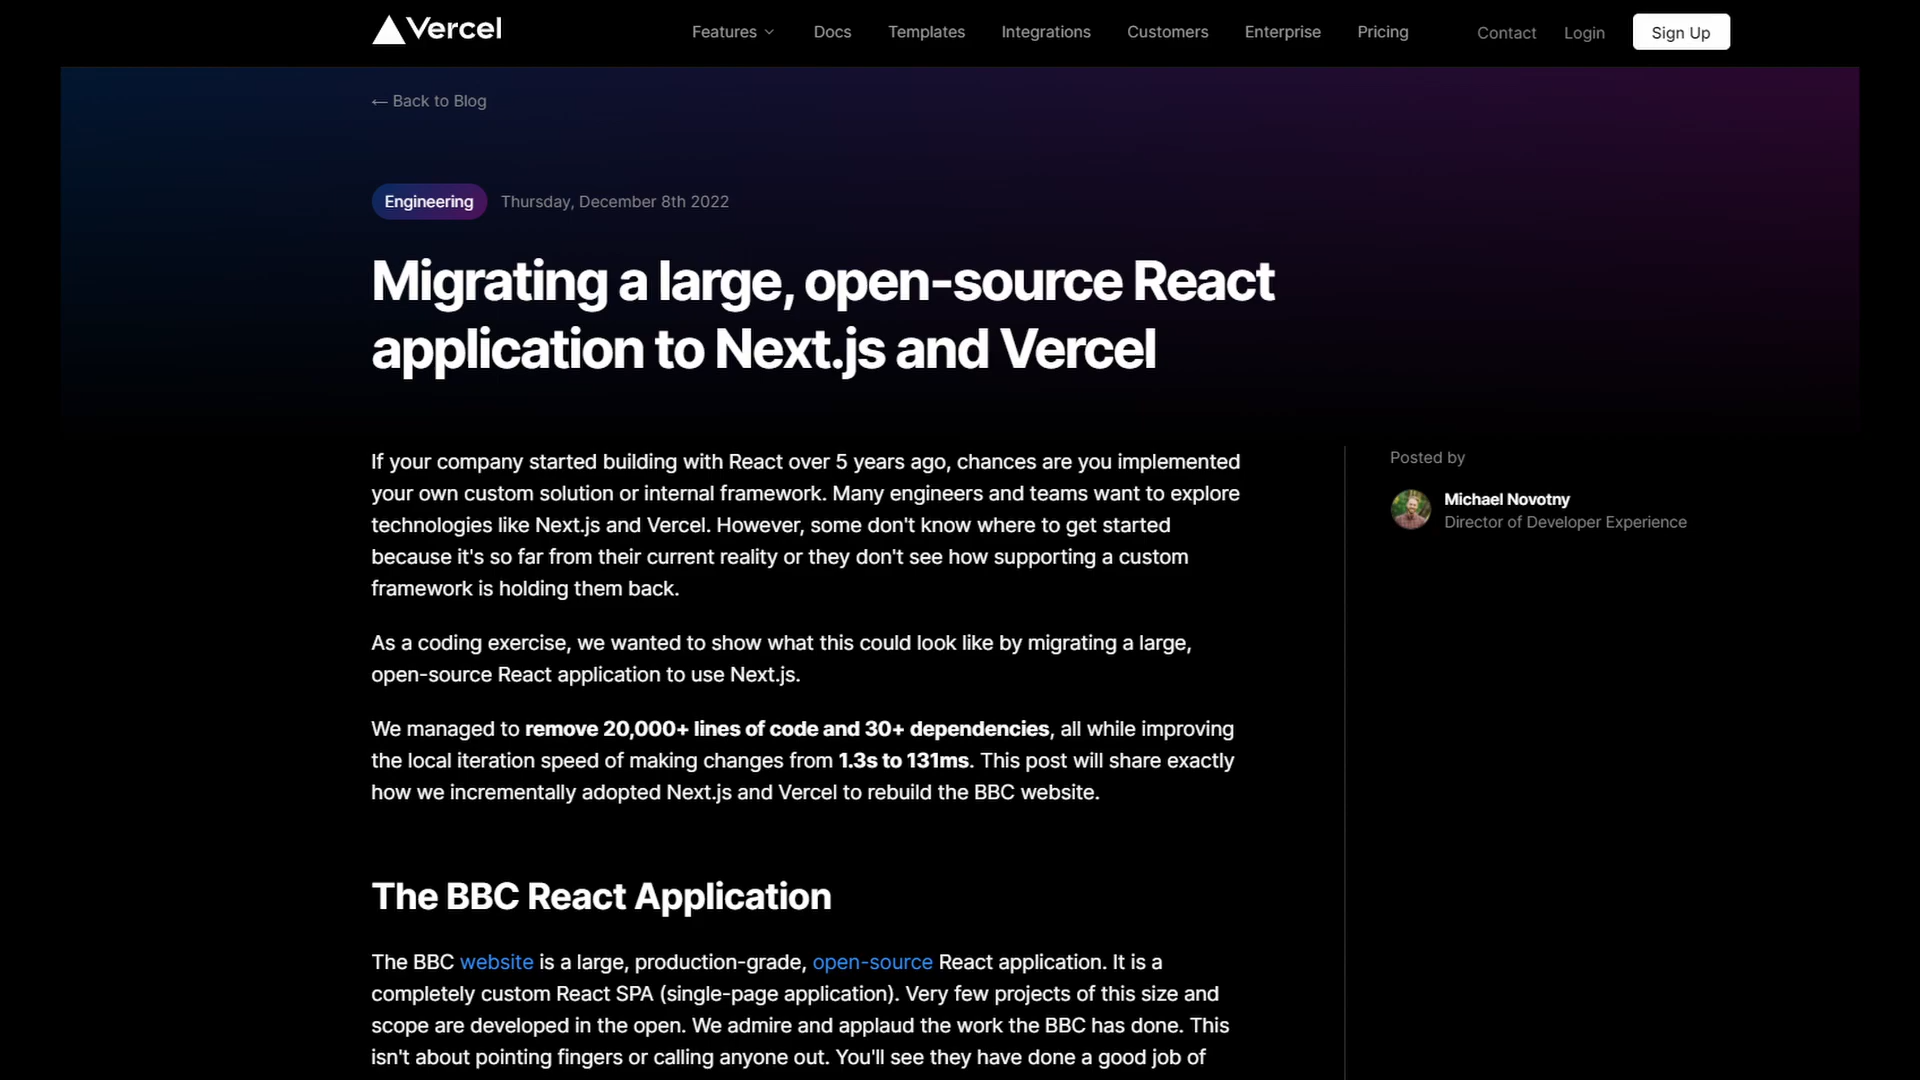 Vercel
Features
Docs
Templates
Integrations
Customers
Enterprise
Pricing
Contact
Login
Sign Up
← Back to Blog
Engineering
Thursday, December 8th 2022
Migrating a large, open-source React
application to Next.js and Vercel
If your company started building with React over 5 years ago, chances are you implemented
your own custom solution or internal framework. Many engineers and teams want to explore
technologies like Next.js and Vercel. However, some don't know where to get started
because it's so far from their current reality or they don't see how supporting a custom
framework is holding them back.
As a coding exercise, we wanted to show what this could look like by migrating a large,
open-source React application to use Next.js.
We managed to remove 20,000+ lines of code and 30+ dependencies, all while improving
the local iteration speed of making changes from 1.3s to 131ms. This post will share exactly
how we incrementally adopted Next.js and Vercel to rebuild the BBC website.
The BBC React Application
The BBC website is a large, production-grade, open-source React application. It is a
completely custom React SPA (single-page application). Very few projects of this size and
scope are developed in the open. We admire and applaud the work the BBC has done. This
isn't about pointing fingers or calling anyone out. You'll see they have done a good job of
Posted by
Michael Novotny
Director of Developer Experience